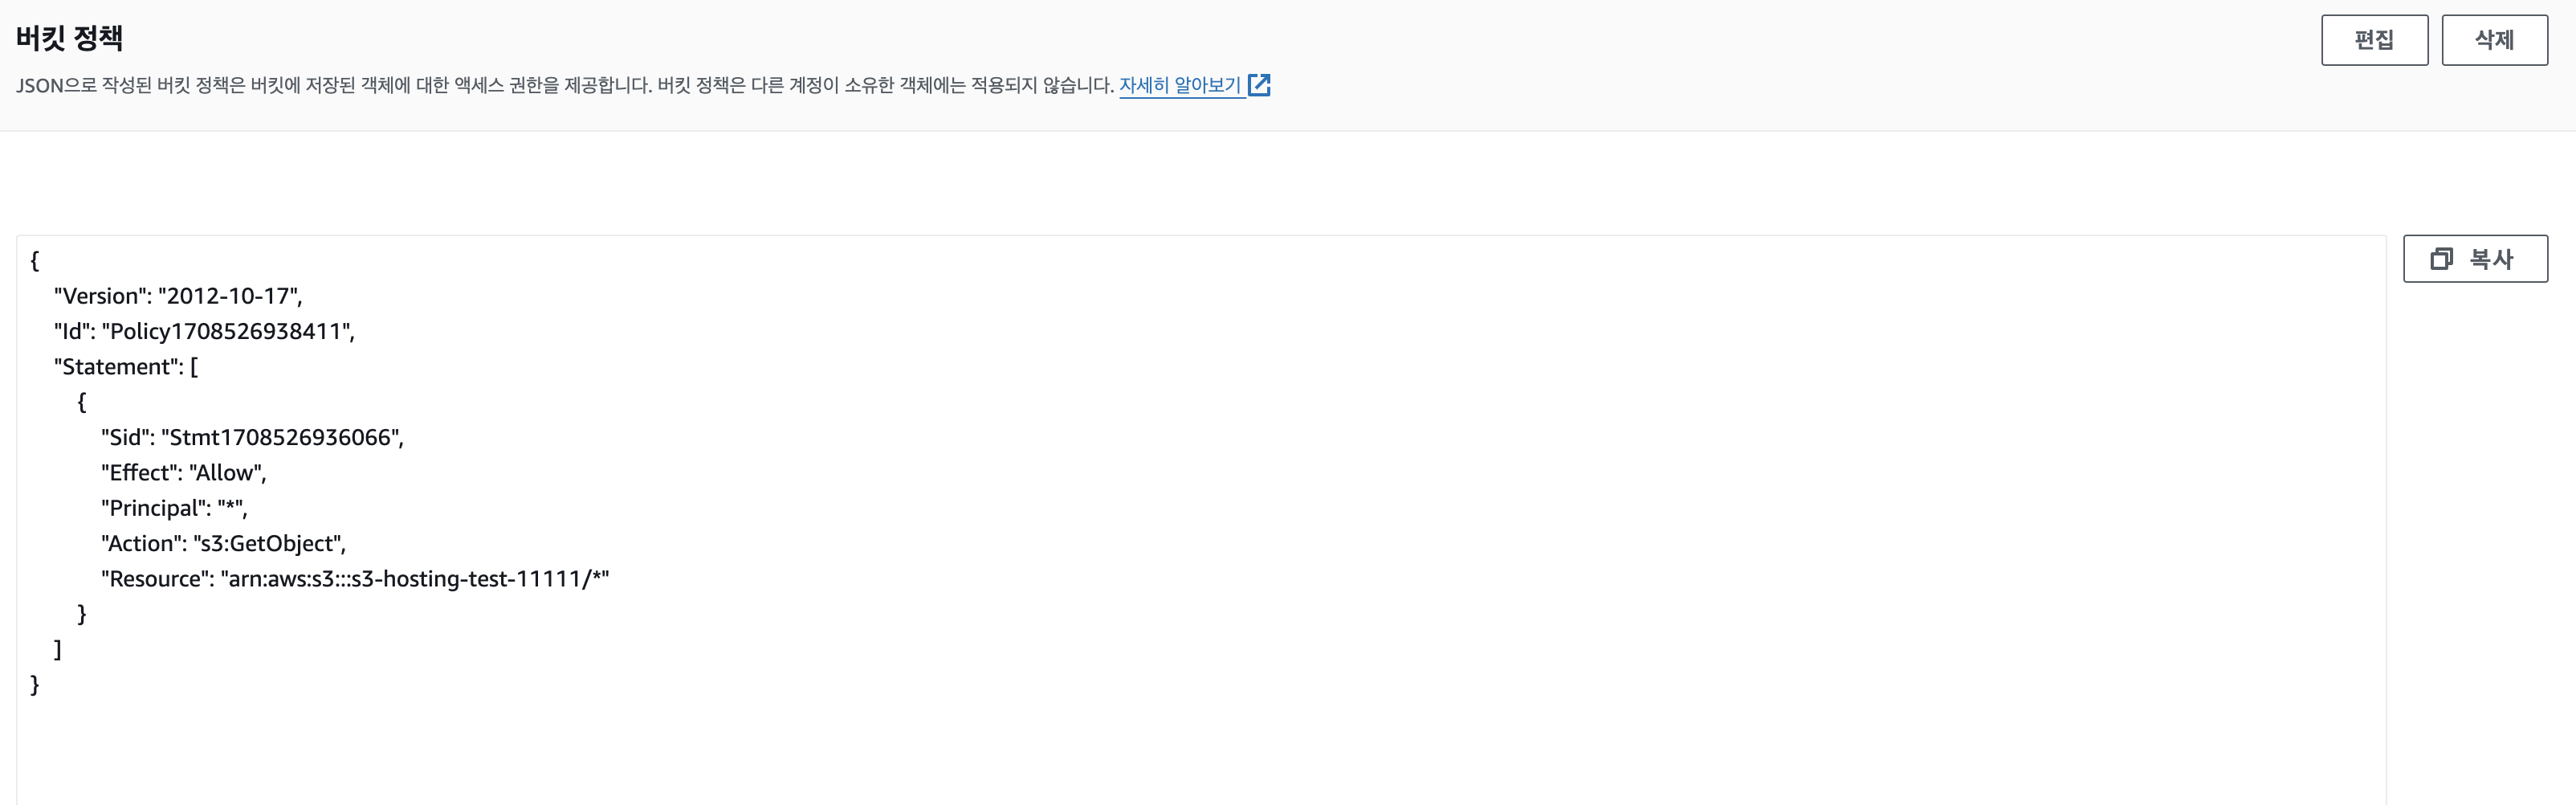 버킷 정책
편집
삭제
JSON으로 작성된 버킷 정책은 버킷에 저장된 객체에 대한 액세스 권한을 제공합니다. 버킷 정책은 다른 계정이 소유한 객체에는 적용되지 않습니다. 자세히 알아보기
복사
{
"Version": "2012-10-17",
"Id": "Policy1708526938411",
"Statement": [
{
"Sid": "Stmt1708526936066",
"Effect": "Allow",
"Principal": "*",
"Action": "s3:GetObject",
"Resource": "arn:aws:s3:::s3-hosting-test-11111/*"
}
]
}